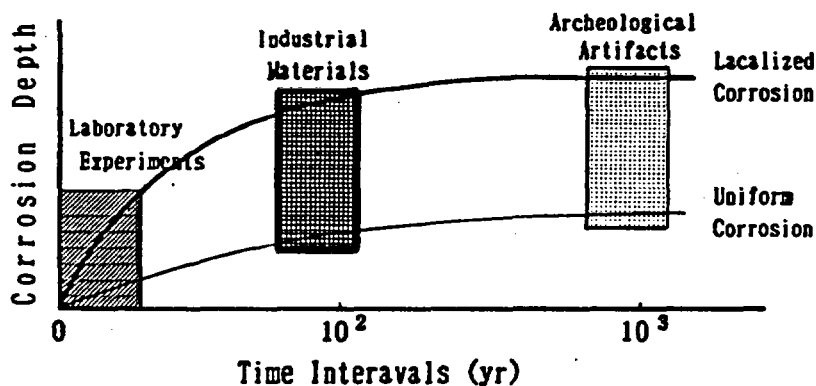 Corrosion Depth
Laboratory
Experiments
Industrial
Materials
Archeological
Artifacts
Lacalized
Corrosion
Uniform
Corrosion
0
10²
10³
Time Interavals (yr)